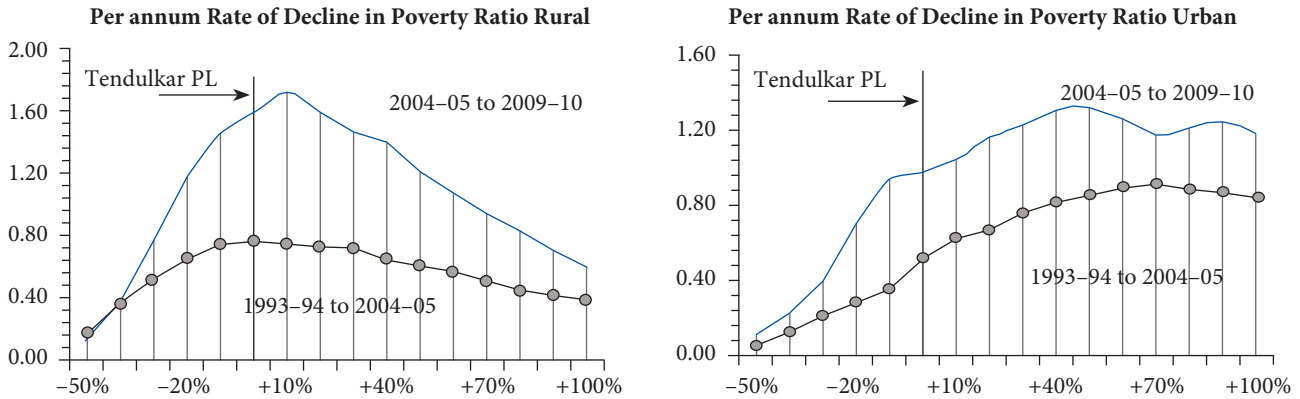 Per annum Rate of Decline in Poverty Ratio Rural
2.00
1.60
1.20
0.80
0.40
0.00
Tendulkar PL
2004–05 to 2009–10
1993–94 to 2004–05
–50% –20% +10% +40% +70% +100%
Per annum Rate of Decline in Poverty Ratio Urban
1.60
1.20
0.80
0.40
0.00
Tendulkar PL
2004–05 to 2009–10
1993–94 to 2004–05
–50% –20% +10% +40% +70% +100%